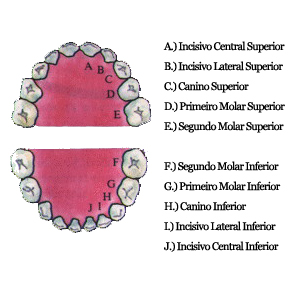 A.) Incisivo Central Superior
B.) Incisivo Lateral Superior
C.) Canino Superior
D.) Primeiro Molar Superior
E.) Segundo Molar Superior
A
B
C
D
E
F.) Segundo Molar Inferior
G.) Primeiro Molar Inferior
H.) Canino Inferior
I.) Incisivo Lateral Inferior
J.) Incisivo Central Inferior
F
G
H
J I